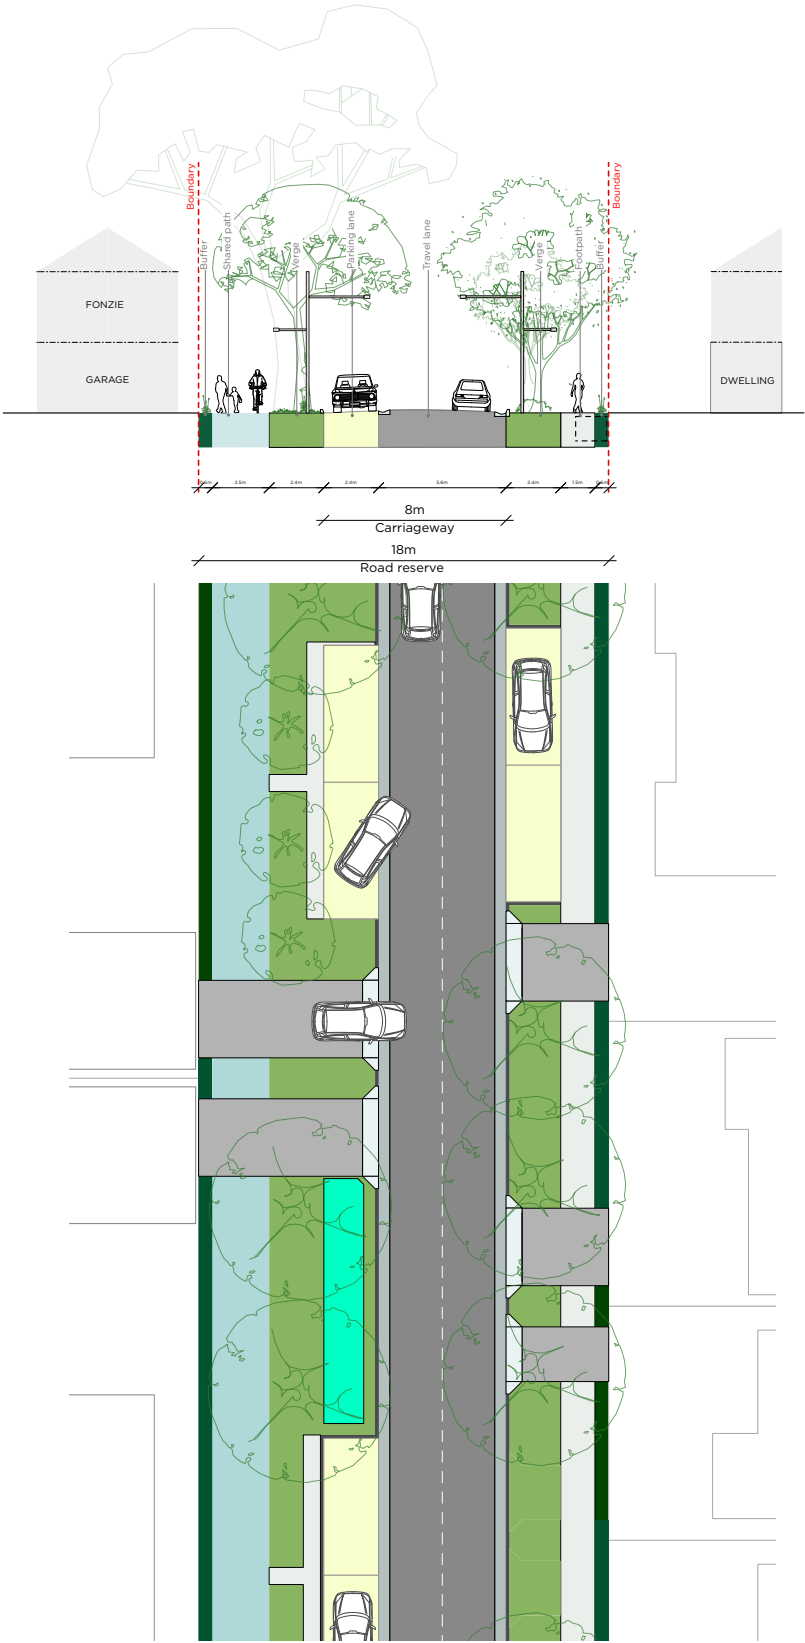 Boundary
Buffer
Shared path
Verge
Parking lane
Travel lane
Verge
Footpath
Buffer
Boundary
FONZIE
GARAGE
DWELLING
2.5m
2.4m
2.4m
5.6m
2.4m
1.5m
8m
Carriageway
18m
Road reserve